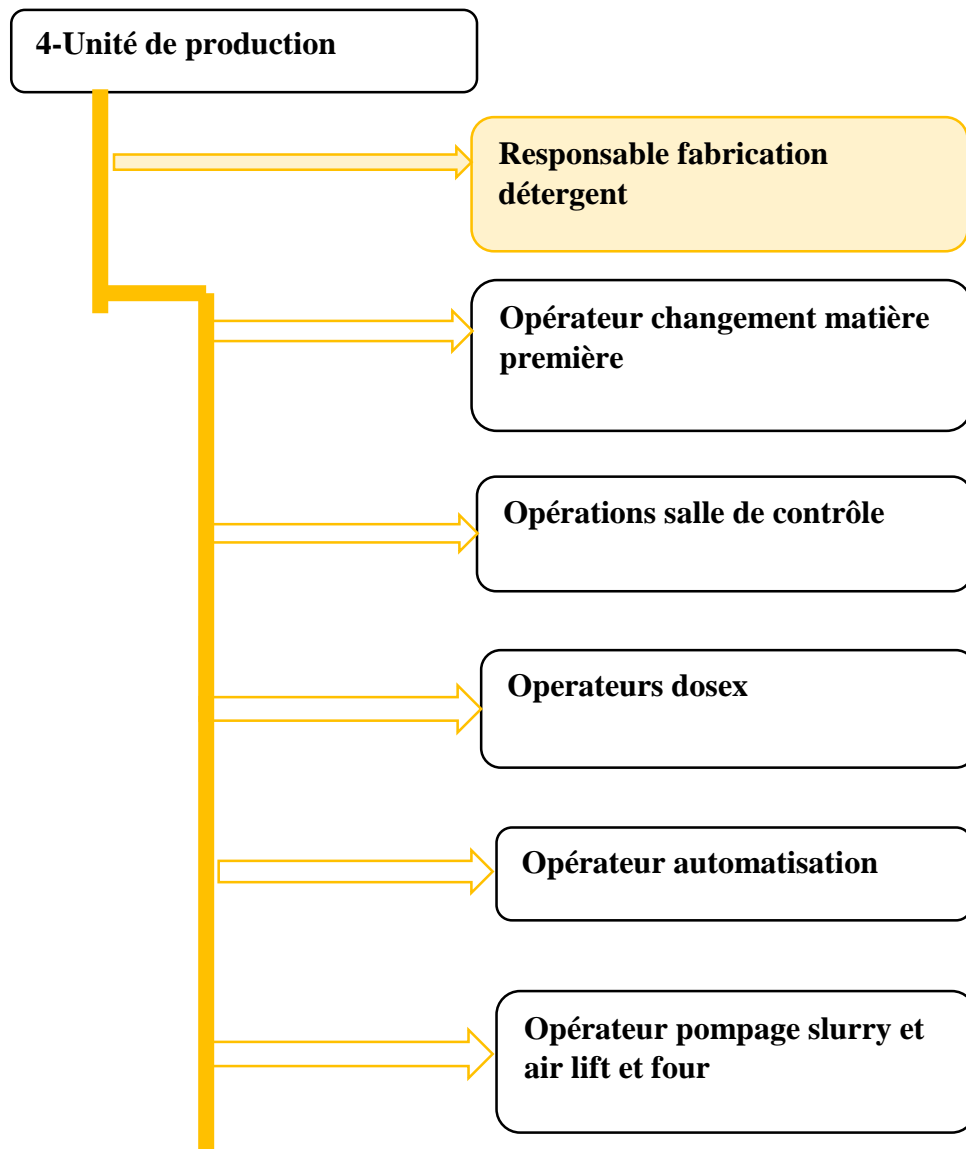 4-Unité de production
Responsable fabrication
détergent
Opérateur changement matière
première
Opérations salle de contrôle
Operateurs dosex
Opérateur automatisation
Opérateur pompage slurry et
air lift et four